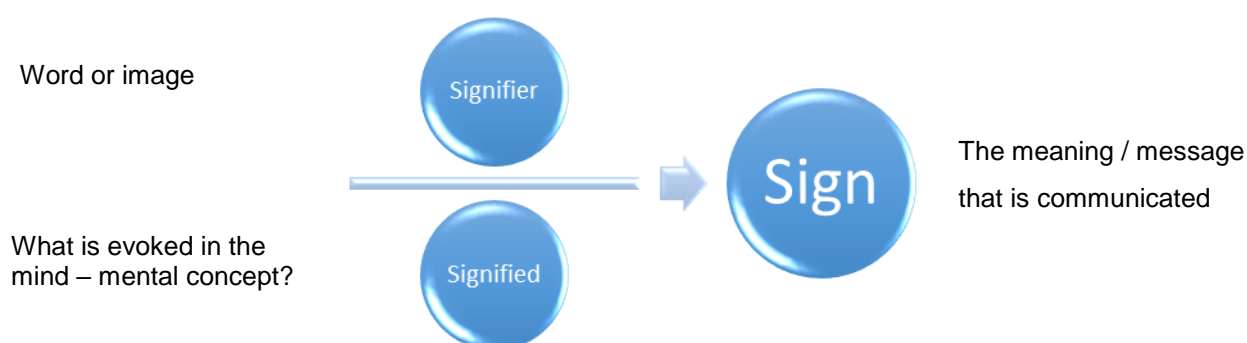 Word or image
Signifier
Sign
The meaning / message
that is communicated
What is evoked in the
mind – mental concept?
Signified